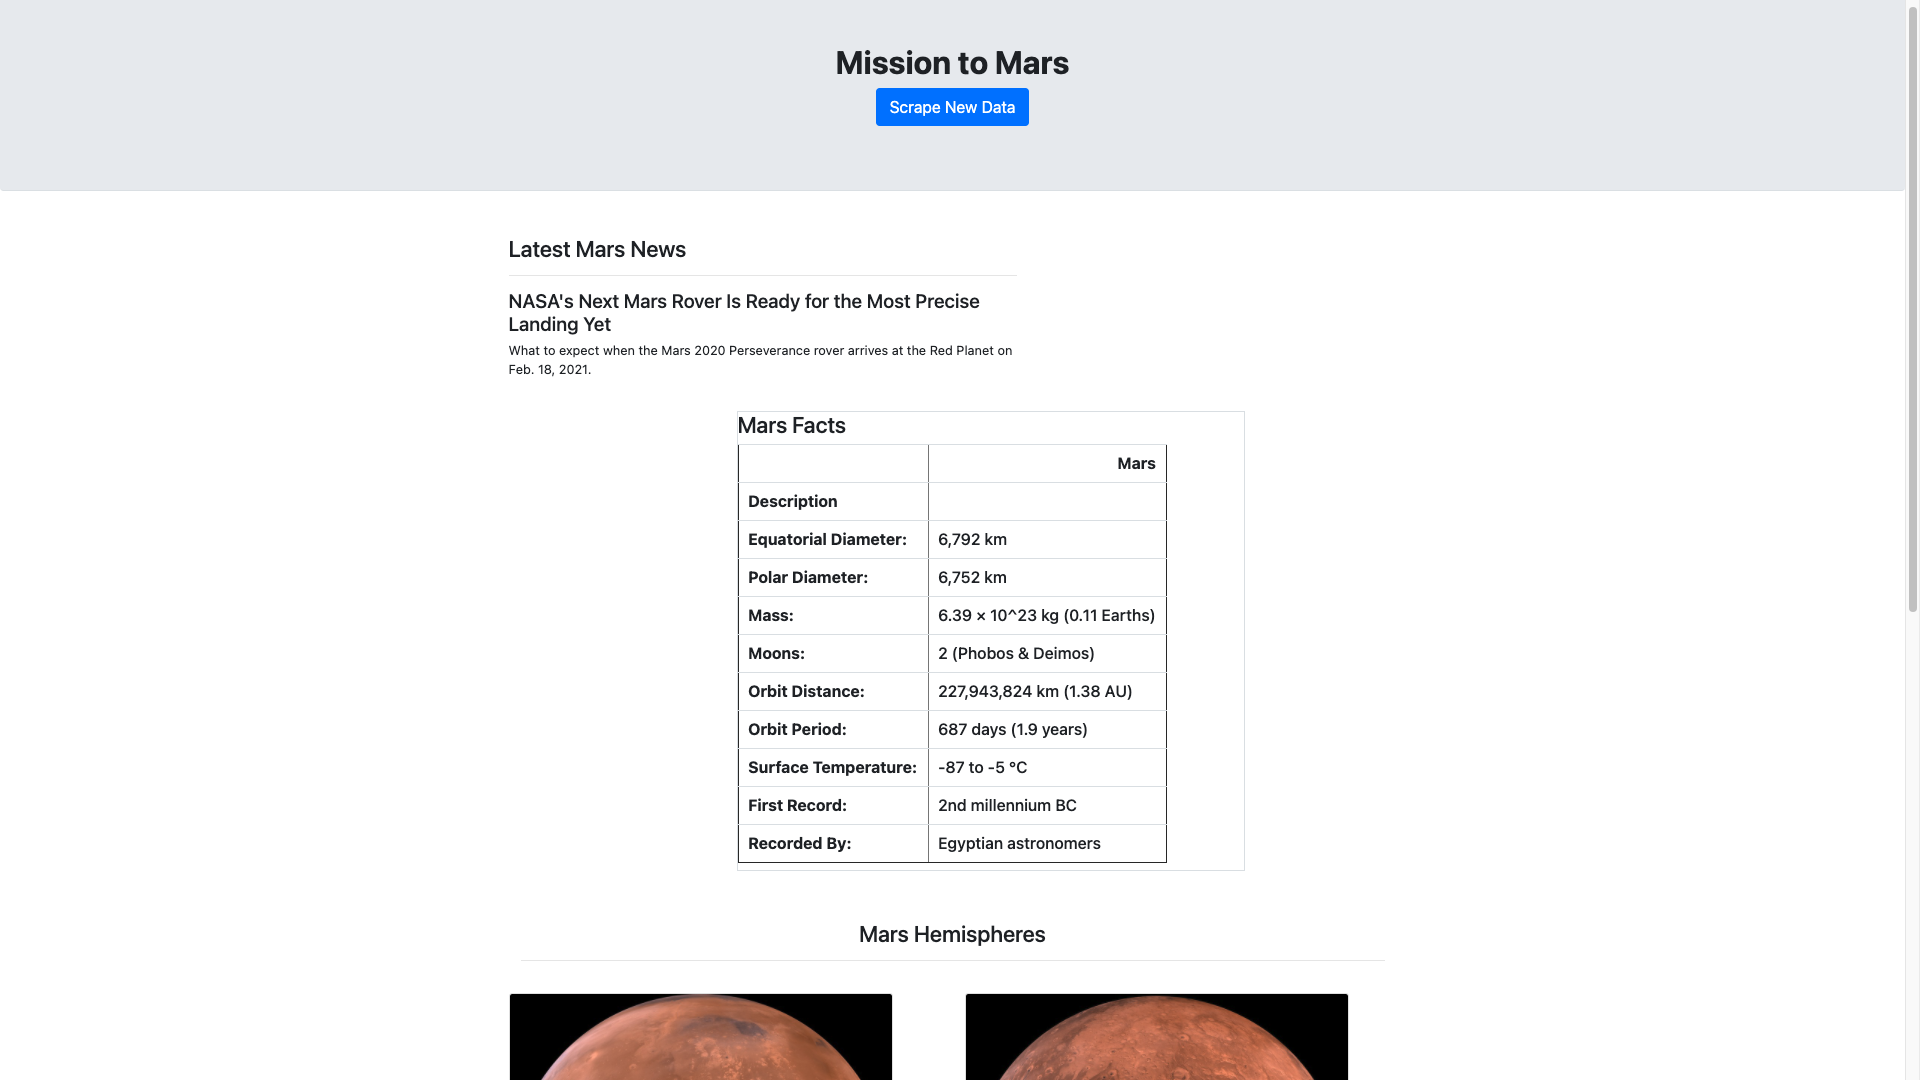 Mission to Mars
Scrape New Data
Latest Mars News
NASA's Next Mars Rover Is Ready for the Most Precise
Landing Yet
What to expect when the Mars 2020 Perseverance rover arrives at the Red Planet on
Feb. 18, 2021.
Mars Facts
Mars
Description
Equatorial Diameter: 6,792 km
Polar Diameter: 6,752 km
Mass: 6.39 × 10^23 kg (0.11 Earths)
Moons: 2 (Phobos & Deimos)
Orbit Distance: 227,943,824 km (1.38 AU)
Orbit Period: 687 days (1.9 years)
Surface Temperature: -87 to -5 °C
First Record: 2nd millennium BC
Recorded By: Egyptian astronomers
Mars Hemispheres